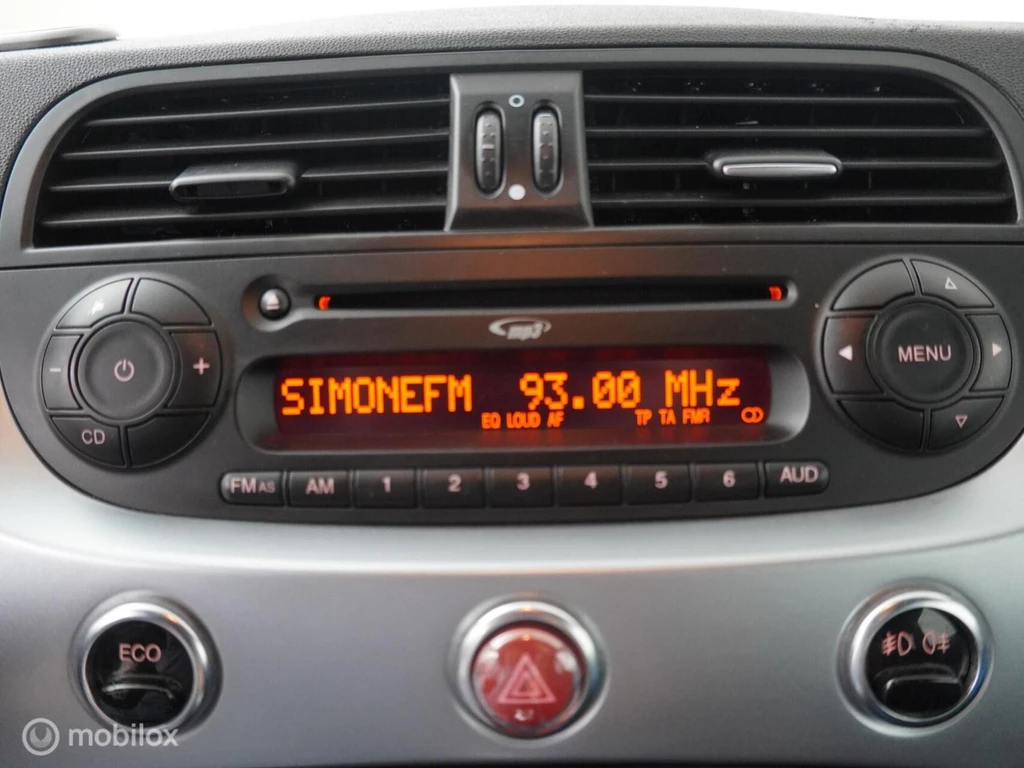 mp3
SIMONEFM 93.00 MHz
EQ LOUD AF TP TA FMR
− +
MENU
CD
FM AS AM 1 2 3 4 5 6 AUD
ECO
mobilox